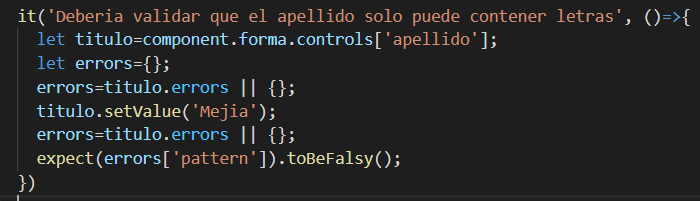 it('Deberia validar que el apellido solo puede contener letras', ()=>{
let titulo=component.forma.controls['apellido'];
let errors={};
errors=titulo.errors || {};
titulo.setValue('Mejia');
errors=titulo.errors || {};
expect(errors['pattern']).toBeFalsy();
})